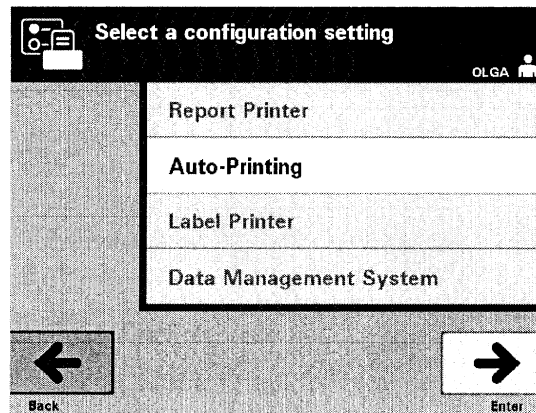 Select a configuration setting
OLGA
Report Printer
Auto-Printing
Label Printer
Data Management System
Back
Enter